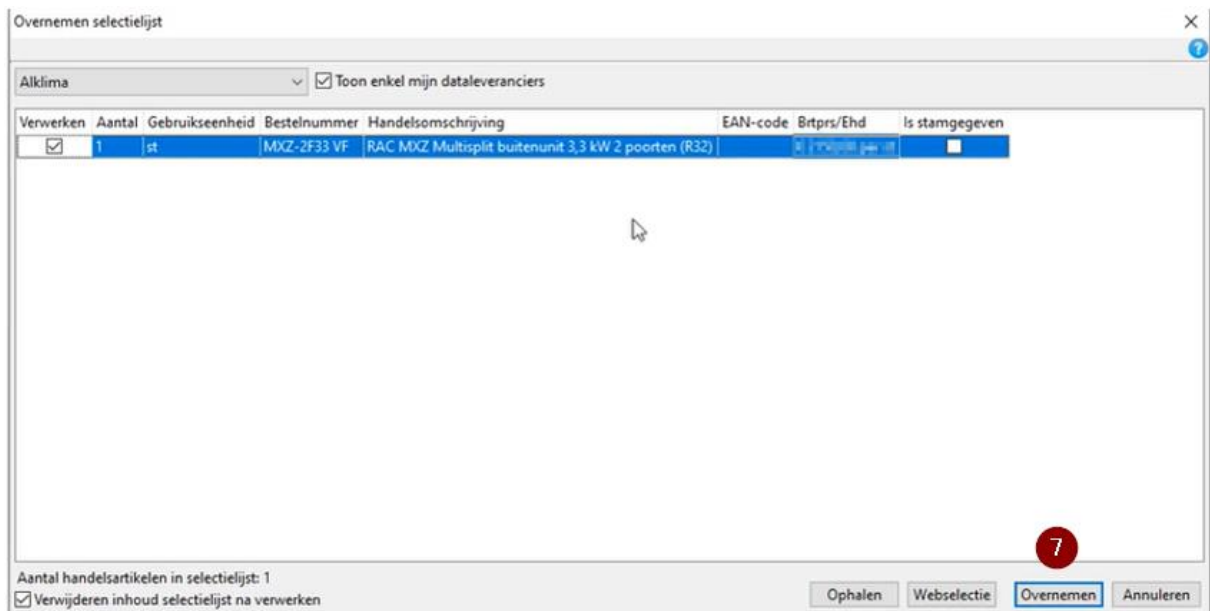 Overnemen selectielijst
?
Alklima Toon enkel mijn dataleveranciers
Verwerken Aantal Gebruikseenheid Bestelnummer Handelsomschrijving EAN-code Brtprs/Ehd Is stamgegeven
1 st MXZ-2F33 VF RAC MXZ Multisplit buitenunit 3,3 kW 2 poorten (R32)
7
Aantal handelsartikelen in selectielijst: 1
Verwijderen inhoud selectielijst na verwerken
Ophalen Webselectie Overnemen Annuleren